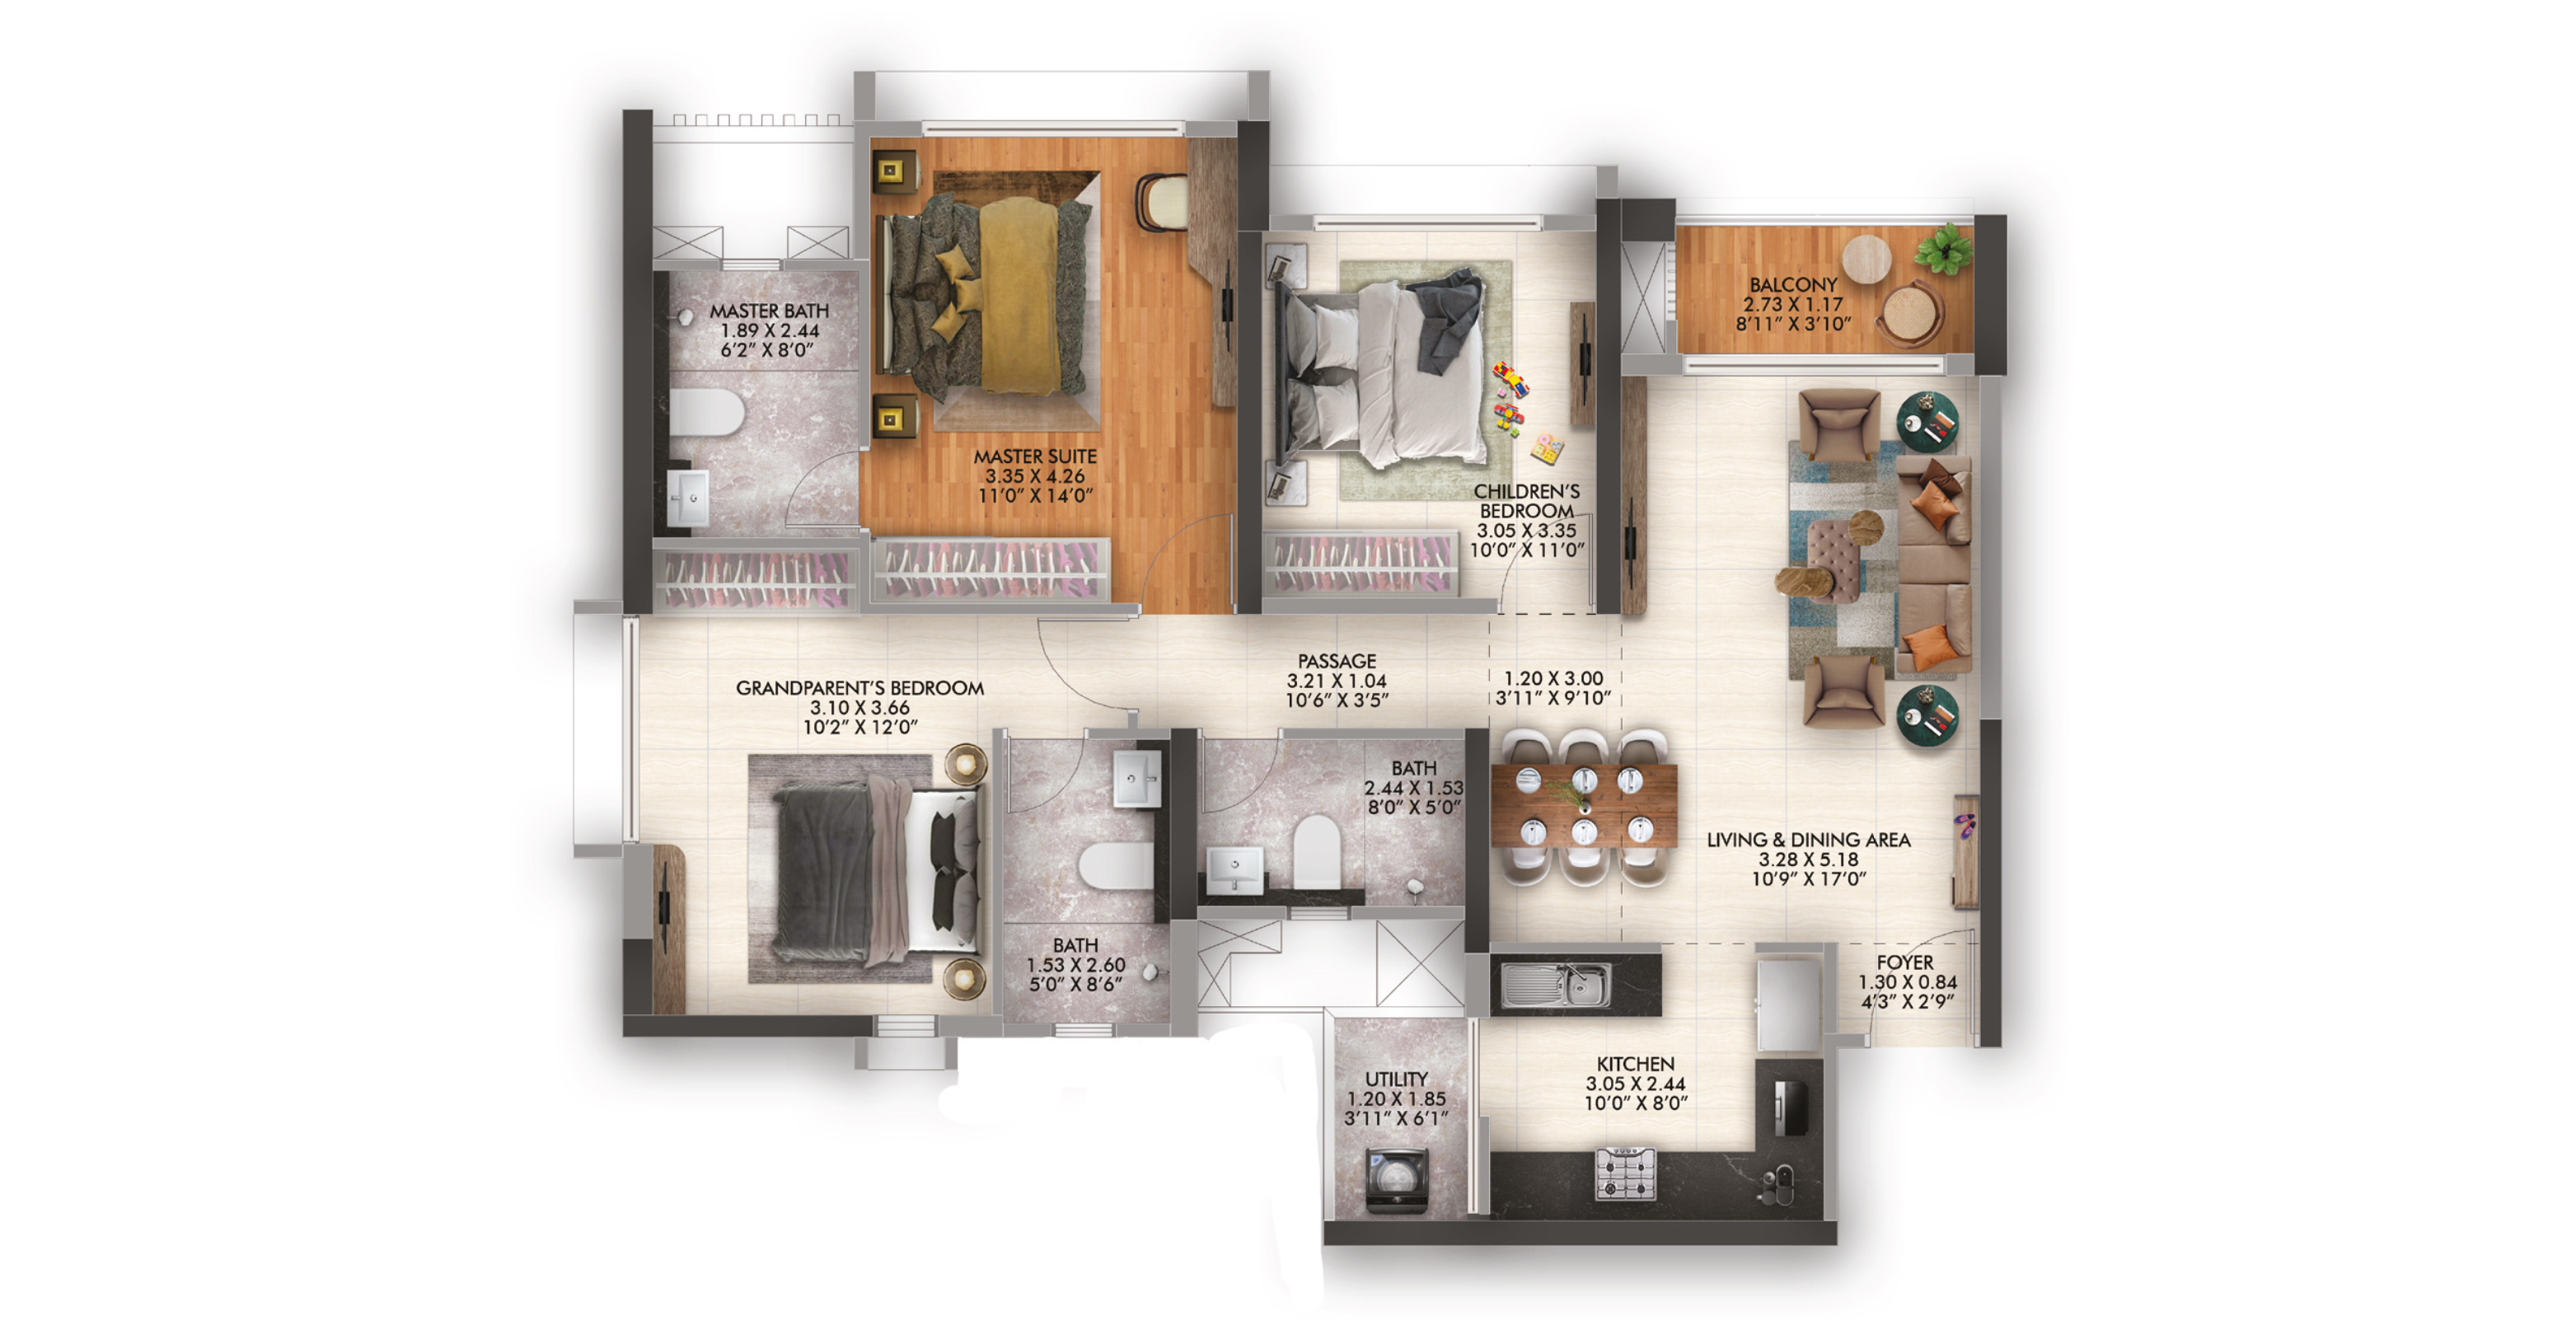 MASTER BATH
1.89 X 2.44
6'2" X 8'0"
MASTER SUITE
3.35 X 4.26
11'0" X 14'0"
CHILDREN'S
BEDROOM
3.05 X 3.35
10'0" X 11'0"
BALCONY
2.73 X 1.17
8'11" X 3'10"
GRANDPARENT'S BEDROOM
3.10 X 3.66
10'2" X 12'0"
PASSAGE
3.21 X 1.04
10'6" X 3'5"
1.20 X 3.00
3'11" X 9'10"
BATH
2.44 X 1.53
8'0" X 5'0"
LIVING & DINING AREA
3.28 X 5.18
10'9" X 17'0"
BATH
1.53 X 2.60
5'0" X 8'6"
FOYER
1.30 X 0.84
4'3" X 2'9"
UTILITY
1.20 X 1.85
3'11" X 6'1"
KITCHEN
3.05 X 2.44
10'0" X 8'0"